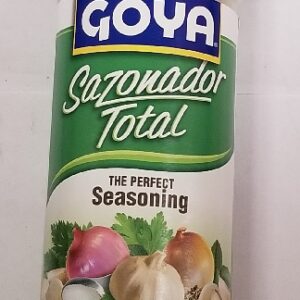 GOYA
Sazonador
Total
THE PERFECT
Seasoning